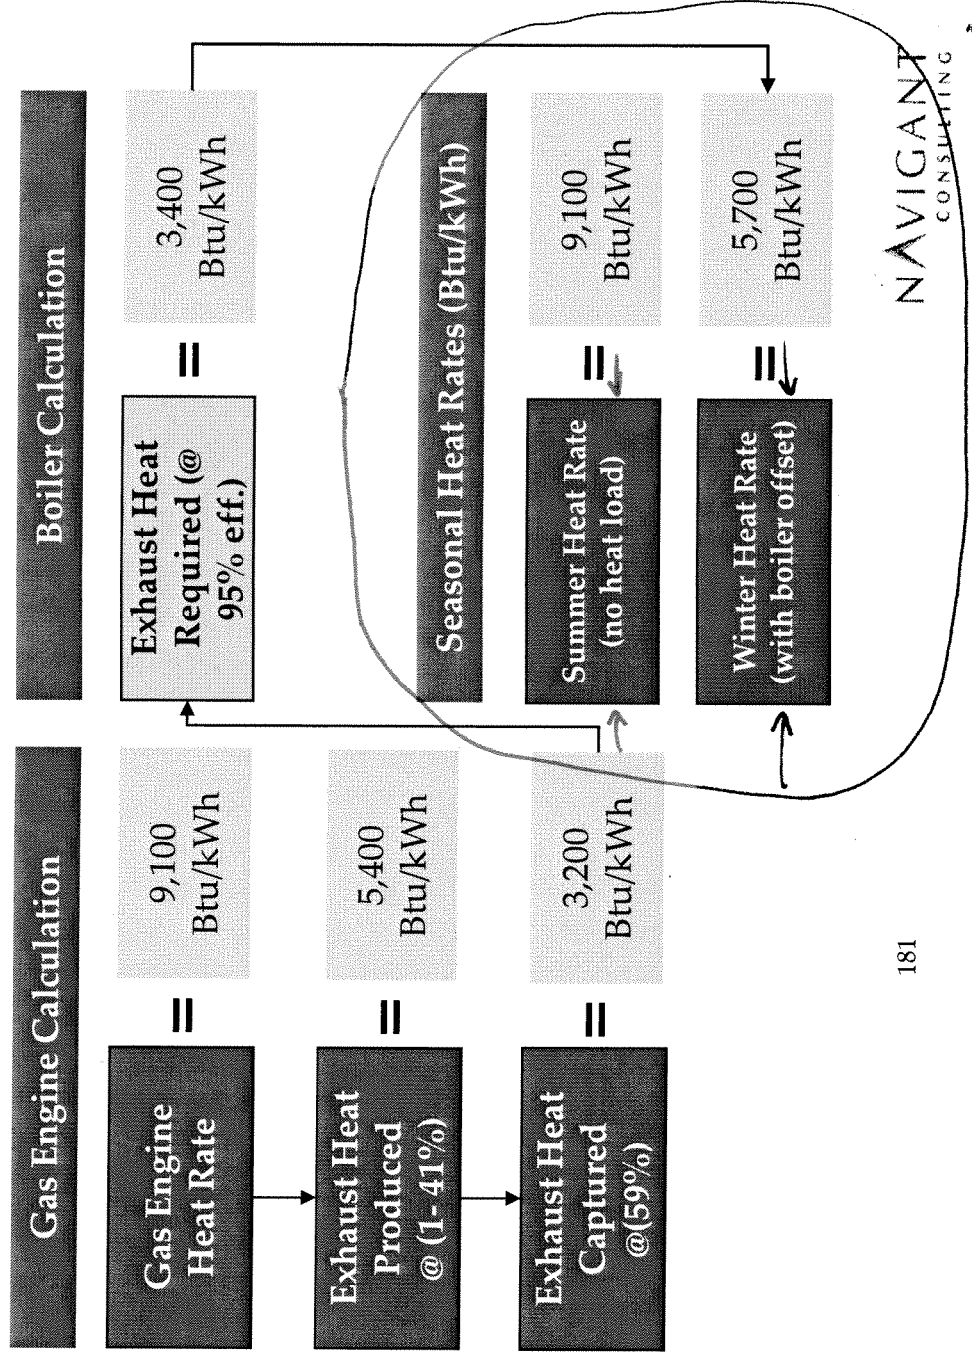 Gas Engine Calculation
Gas Engine
Heat Rate
=
9,100
Btu/kWh
Exhaust Heat
Produced
@ (1-41%)
=
5,400
Btu/kWh
Exhaust Heat
Captured
@(59%)
=
3,200
Btu/kWh
Boiler Calculation
Exhaust Heat
Required (@
95% eff.)
=
3,400
Btu/kWh
Seasonal Heat Rates (Btu/kWh)
Summer Heat Rate
(no heat load)
=
9,100
Btu/kWh
Winter Heat Rate
(with boiler offset)
=
5,700
Btu/kWh
181
NAVIGANT
CONSULTING